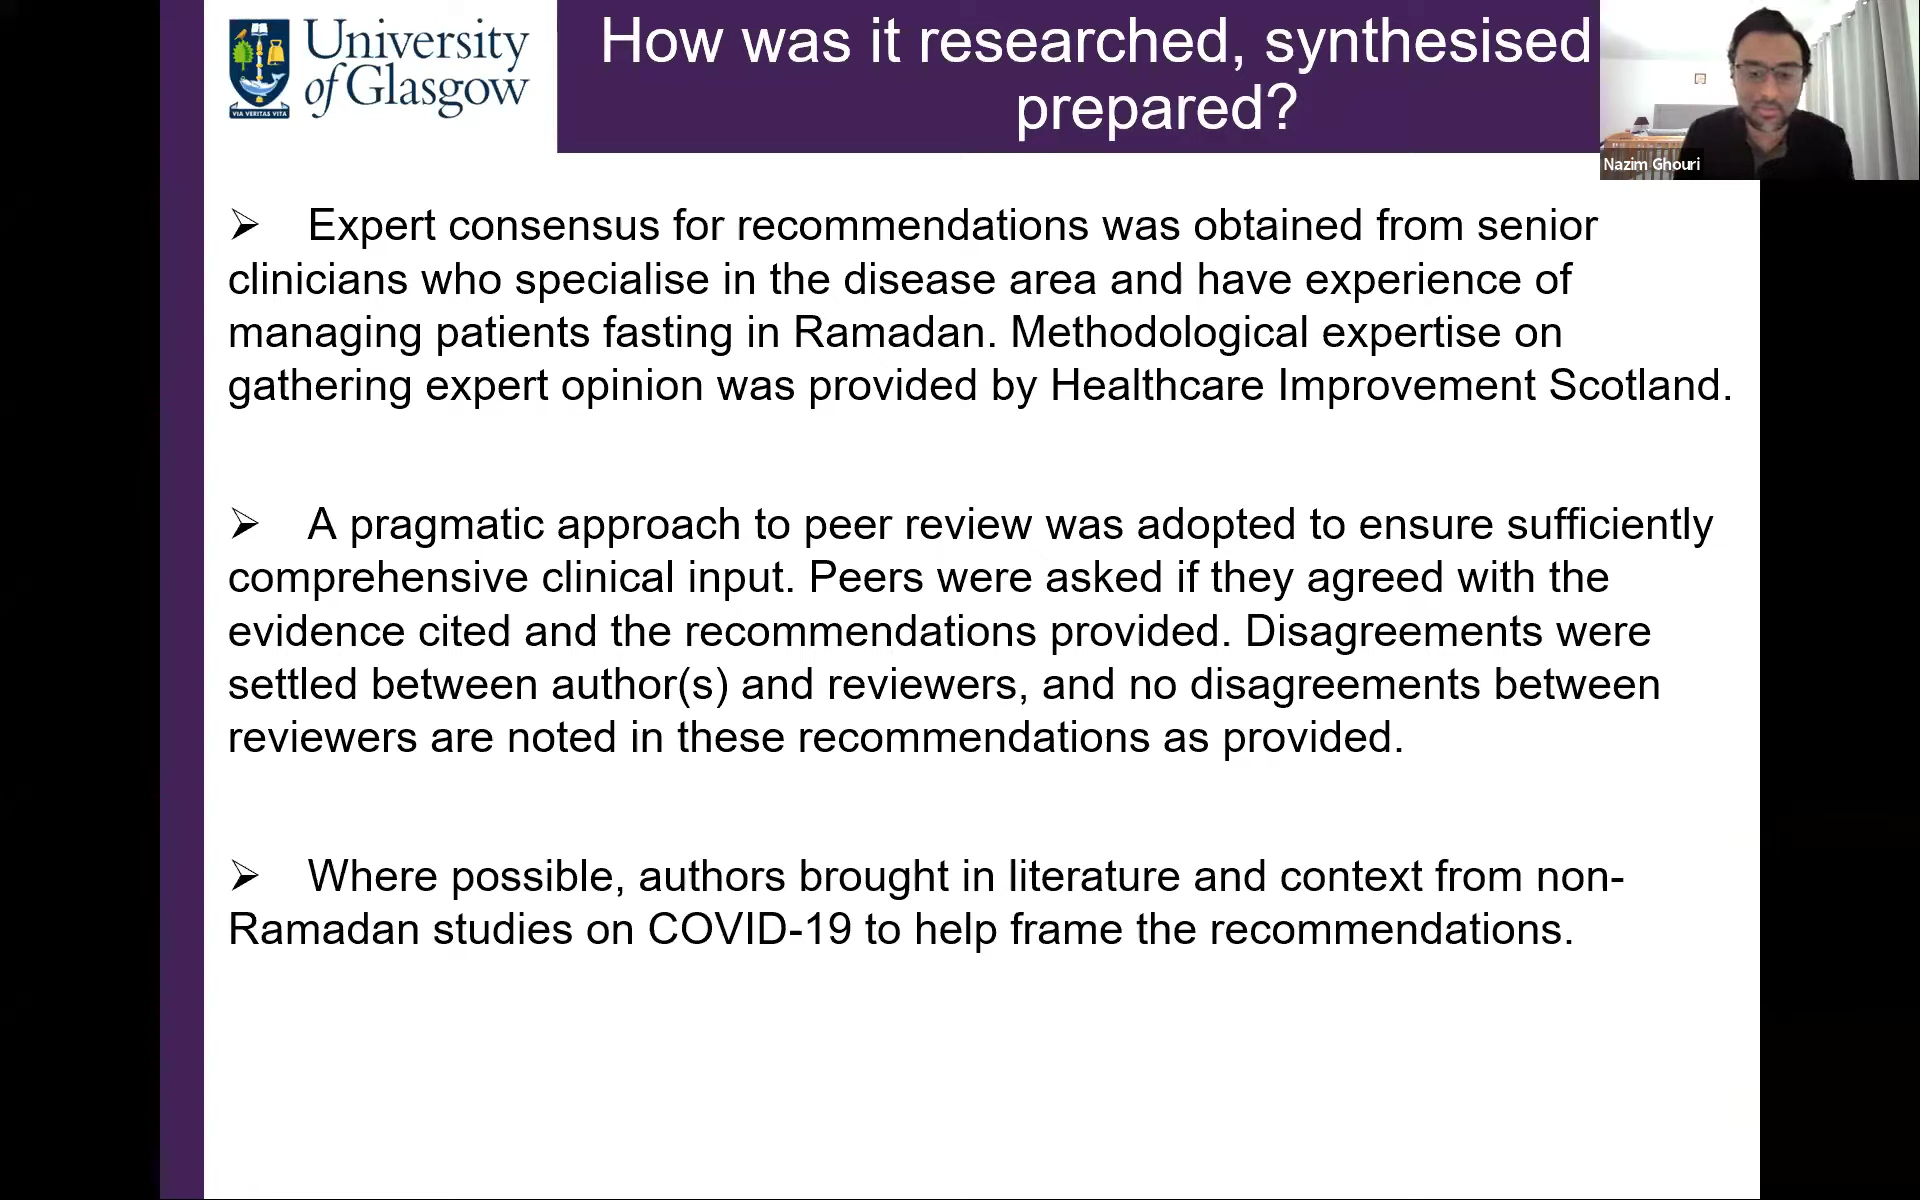 University
of Glasgow
VIA VERITAS VITA
How was it researched, synthesised
prepared?
Nazim Ghouri
➢ Expert consensus for recommendations was obtained from senior
clinicians who specialise in the disease area and have experience of
managing patients fasting in Ramadan. Methodological expertise on
gathering expert opinion was provided by Healthcare Improvement Scotland.
➢ A pragmatic approach to peer review was adopted to ensure sufficiently
comprehensive clinical input. Peers were asked if they agreed with the
evidence cited and the recommendations provided. Disagreements were
settled between author(s) and reviewers, and no disagreements between
reviewers are noted in these recommendations as provided.
➢ Where possible, authors brought in literature and context from non-
Ramadan studies on COVID-19 to help frame the recommendations.